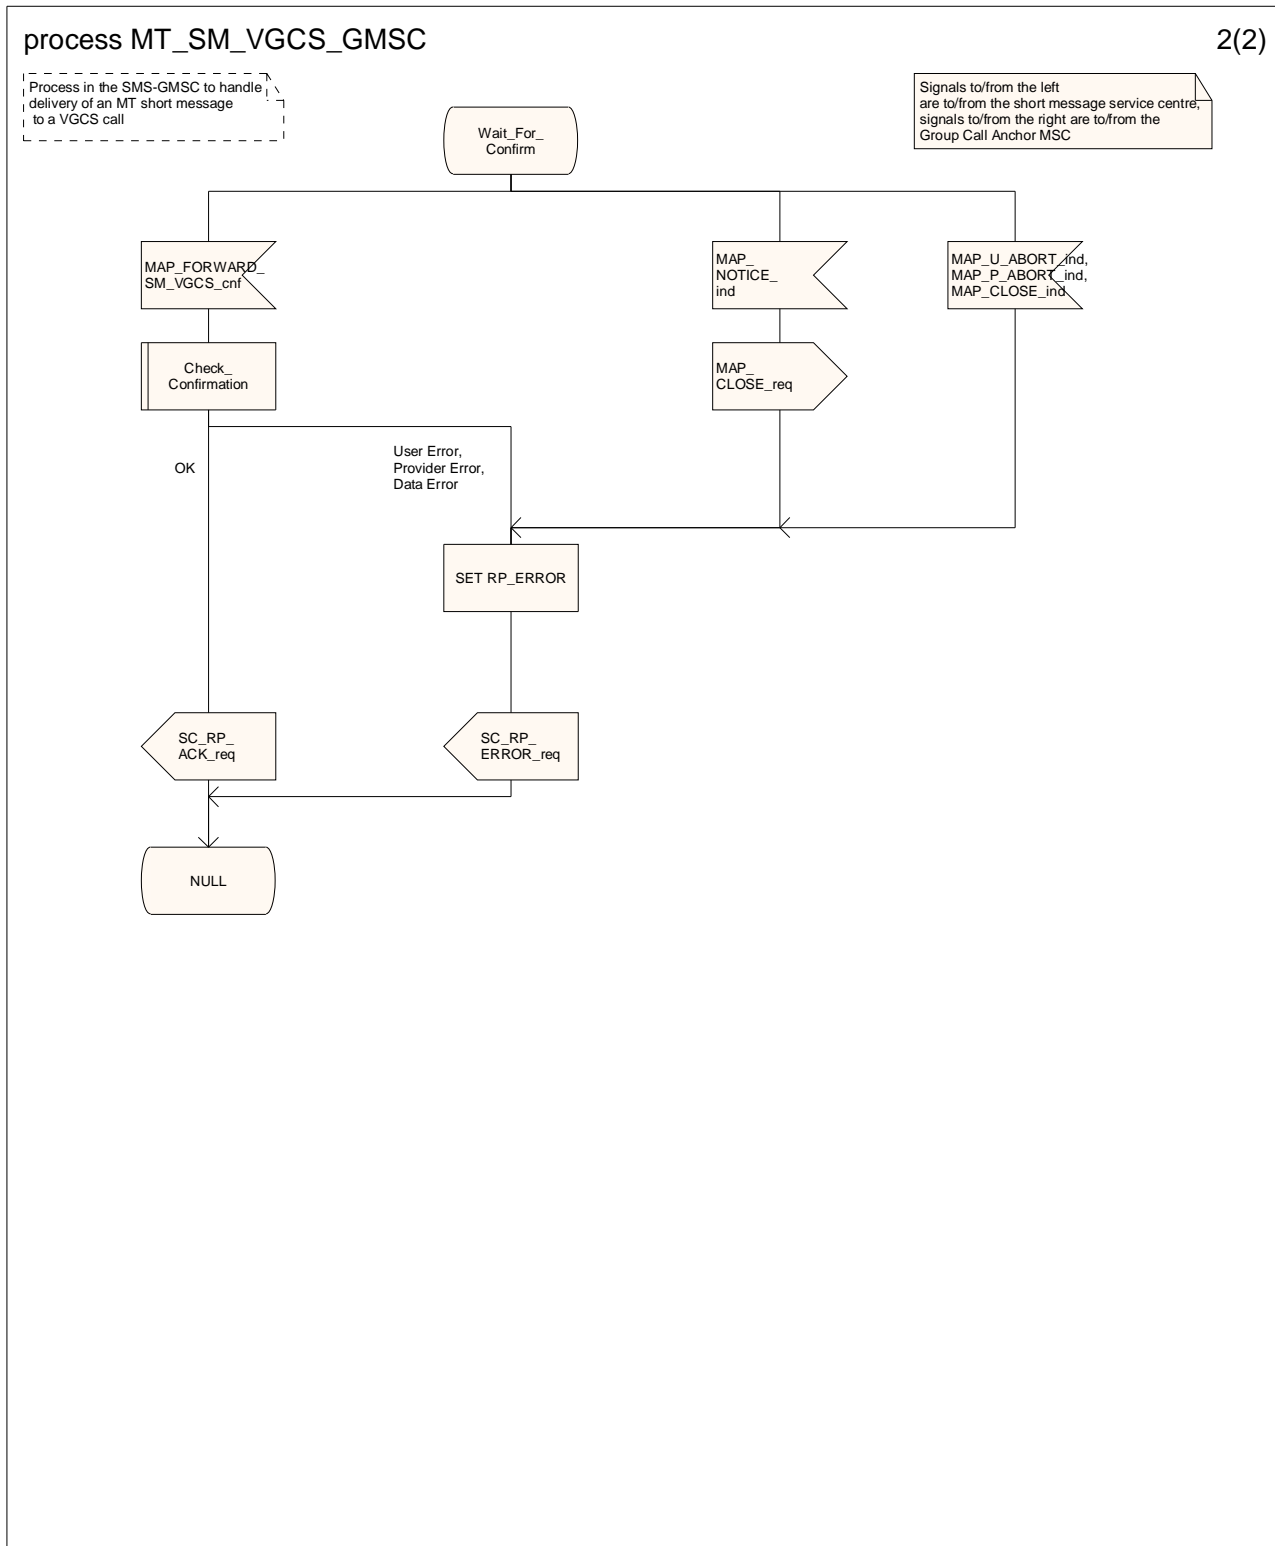 process MT_SM_VGCS_GMSC
2(2)
Process in the SMS-GMSC to handle
delivery of an MT short message
to a VGCS call
Signals to/from the left
are to/from the short message service centre,
signals to/from the right are to/from the
Group Call Anchor MSC
Wait_For_
Confirm
MAP_FORWARD_
SM_VGCS_cnf
MAP_
NOTICE_
ind
MAP_U_ABORT_ind,
MAP_P_ABORT_ind,
MAP_CLOSE_ind
Check_
Confirmation
MAP_
CLOSE_req
OK
User Error,
Provider Error,
Data Error
SET RP_ERROR
SC_RP_
ACK_req
SC_RP_
ERROR_req
NULL